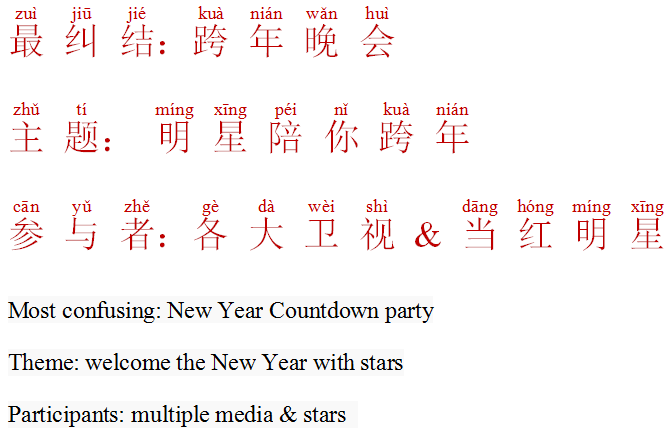 zuì jiū jié kuà nián wǎn huì
最 纠 结：跨 年 晚 会
zhǔ tí míng xīng péi nǐ kuà nián
主 题： 明 星 陪 你 跨 年
cān yǔ zhě gè dà wèi shì dāng hóng míng xīng
参 与 者：各 大 卫 视 & 当 红 明 星
Most confusing: New Year Countdown party
Theme: welcome the New Year with stars
Participants: multiple media & stars